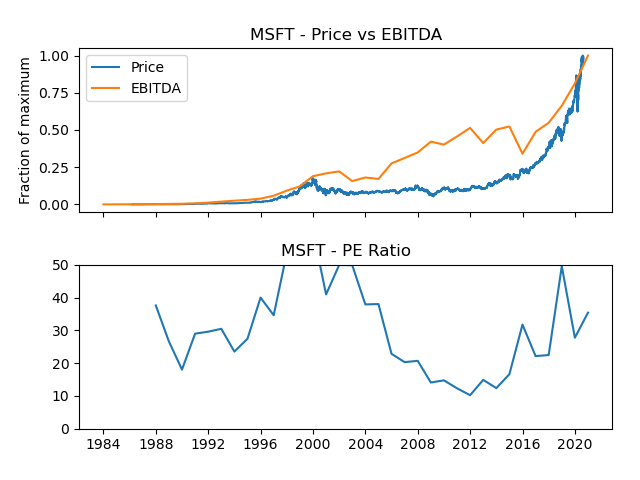 MSFT - Price vs EBITDA
Fraction of maximum
1.00
0.75
0.50
0.25
0.00
Price
EBITDA
MSFT - PE Ratio
50
40
30
20
10
0
1984 1988 1992 1996 2000 2004 2008 2012 2016 2020